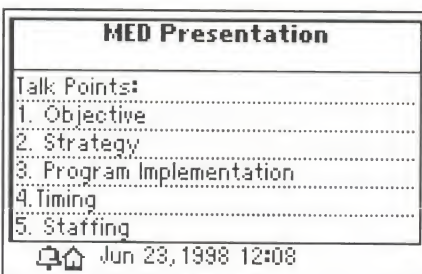 MED Presentation
Talk Points:
1. Objective
2. Strategy
3. Program Implementation
4.Timing
5. Staffing
Jun 23, 1998 12:08